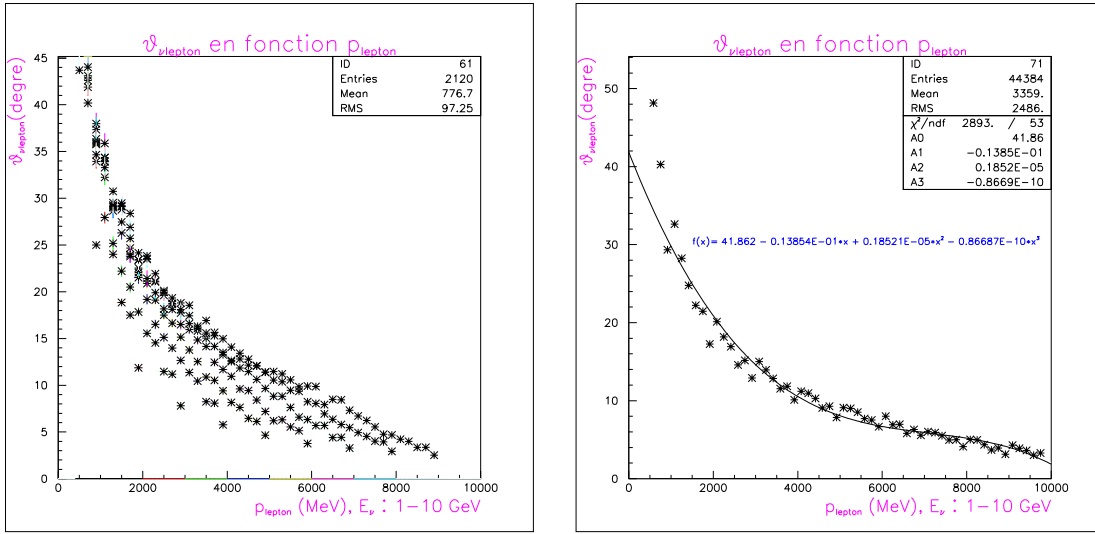 ϑνlepton en fonction plepton
ID 61
Entries 2120
Mean 776.7
RMS 97.25
ϑνlepton(degre)
45
40
35
30
25
20
15
10
5
0
0 2000 4000 6000 8000 10000
plepton (MeV), Eν : 1−10 GeV
ϑνlepton en fonction plepton
ID 71
Entries 44384
Mean 3359.
RMS 2486.
χ²/ndf 2893. / 53
A0 41.86
A1 −0.1385E−01
A2 0.1852E−05
A3 −0.8669E−10
ϑνlepton(degre)
f(x)= 41.862 − 0.13854E−01*x + 0.18521E−05*x² − 0.86687E−10*x³
50
40
30
20
10
0
0 2000 4000 6000 8000 10000
plepton (MeV), Eν : 1−10 GeV